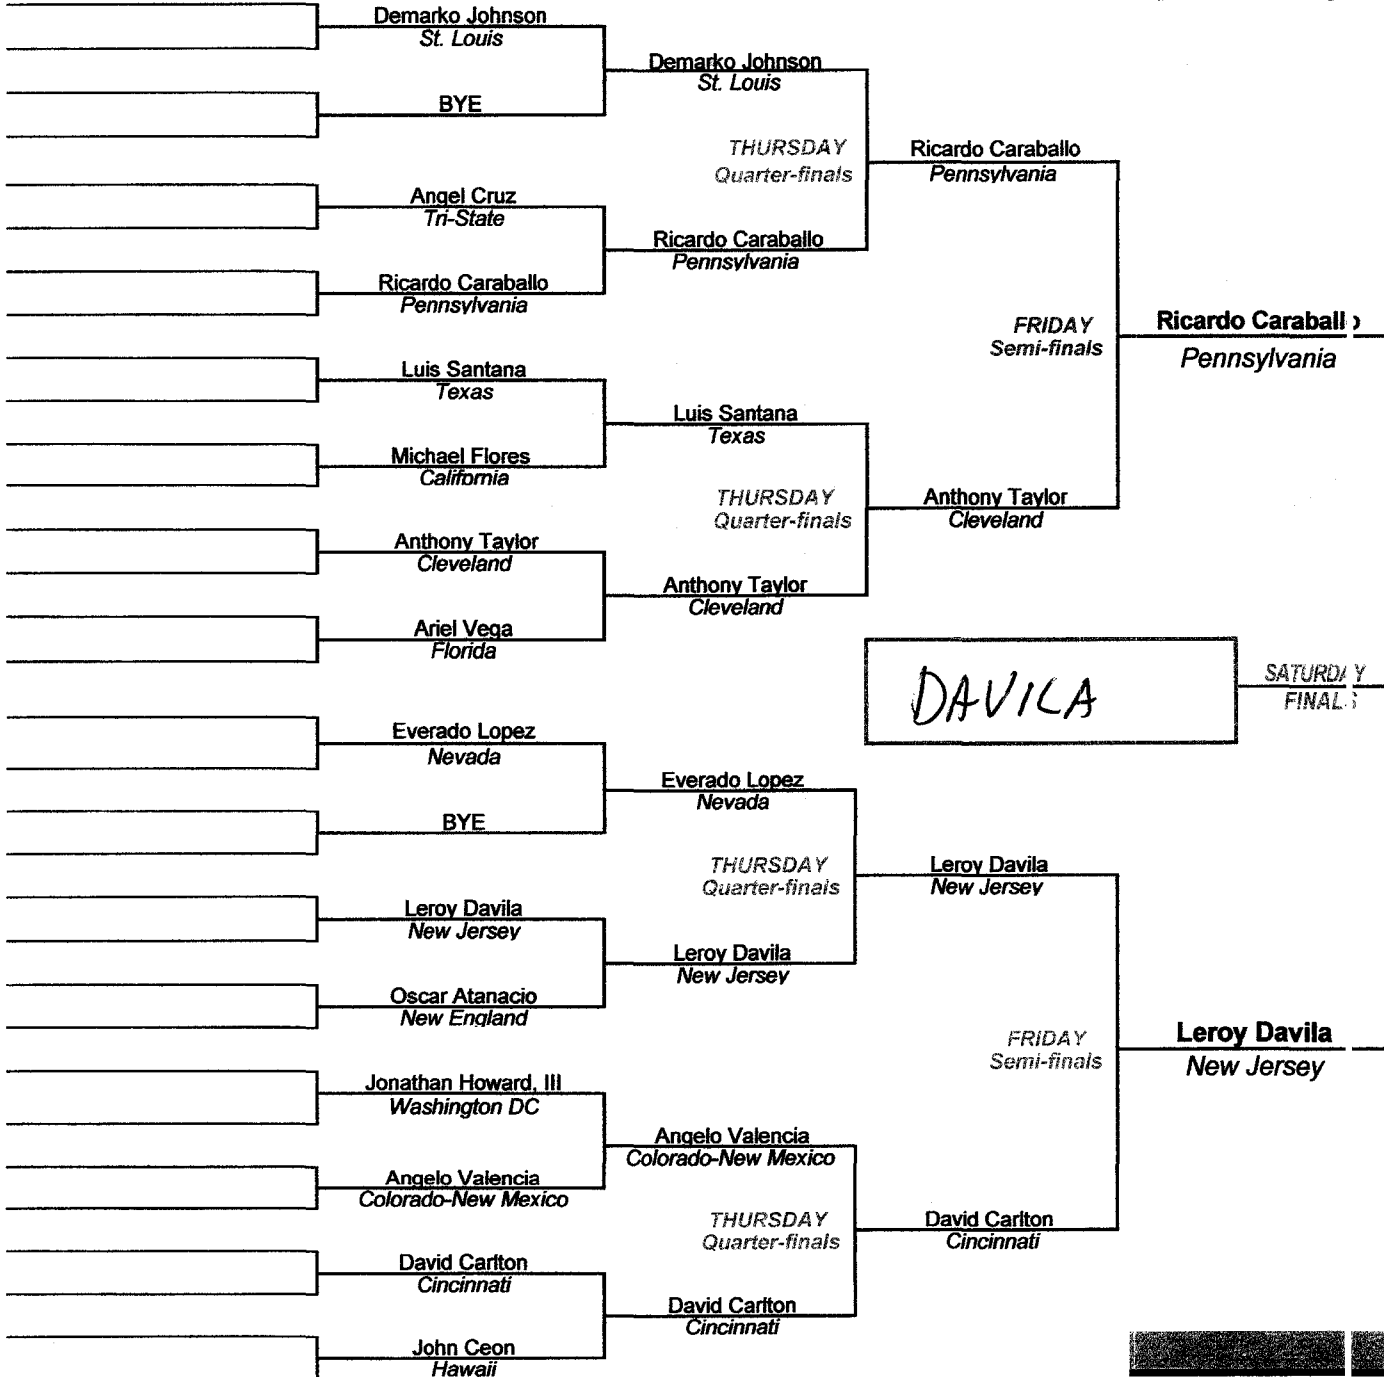 Demarko Johnson
St. Louis
BYE
Angel Cruz
Tri-State
Ricardo Caraballo
Pennsylvania
Luis Santana
Texas
Michael Flores
California
Anthony Taylor
Cleveland
Ariel Vega
Florida
Everado Lopez
Nevada
BYE
Leroy Davila
New Jersey
Oscar Atanacio
New England
Jonathan Howard, III
Washington DC
Angelo Valencia
Colorado-New Mexico
David Carlton
Cincinnati
John Ceon
Hawaii
Demarko Johnson
St. Louis
THURSDAY
Quarter-finals
Ricardo Caraballo
Pennsylvania
Luis Santana
Texas
THURSDAY
Quarter-finals
Anthony Taylor
Cleveland
Everado Lopez
Nevada
THURSDAY
Quarter-finals
Leroy Davila
New Jersey
Angelo Valencia
Colorado-New Mexico
THURSDAY
Quarter-finals
David Carlton
Cincinnati
Ricardo Caraballo
Pennsylvania
FRIDAY
Semi-finals
Anthony Taylor
Cleveland
DAVILA
Leroy Davila
New Jersey
FRIDAY
Semi-finals
David Carlton
Cincinnati
Ricardo Caraballo
Pennsylvania
SATURDAY
FINALS
Leroy Davila
New Jersey